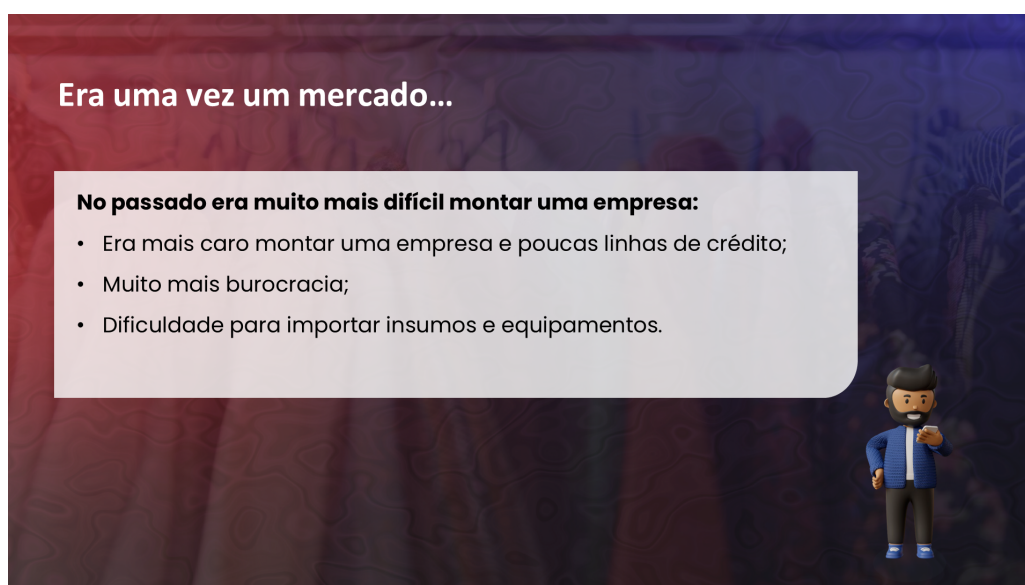 Era uma vez um mercado...
No passado era muito mais difícil montar uma empresa:
• Era mais caro montar uma empresa e poucas linhas de crédito;
• Muito mais burocracia;
• Dificuldade para importar insumos e equipamentos.